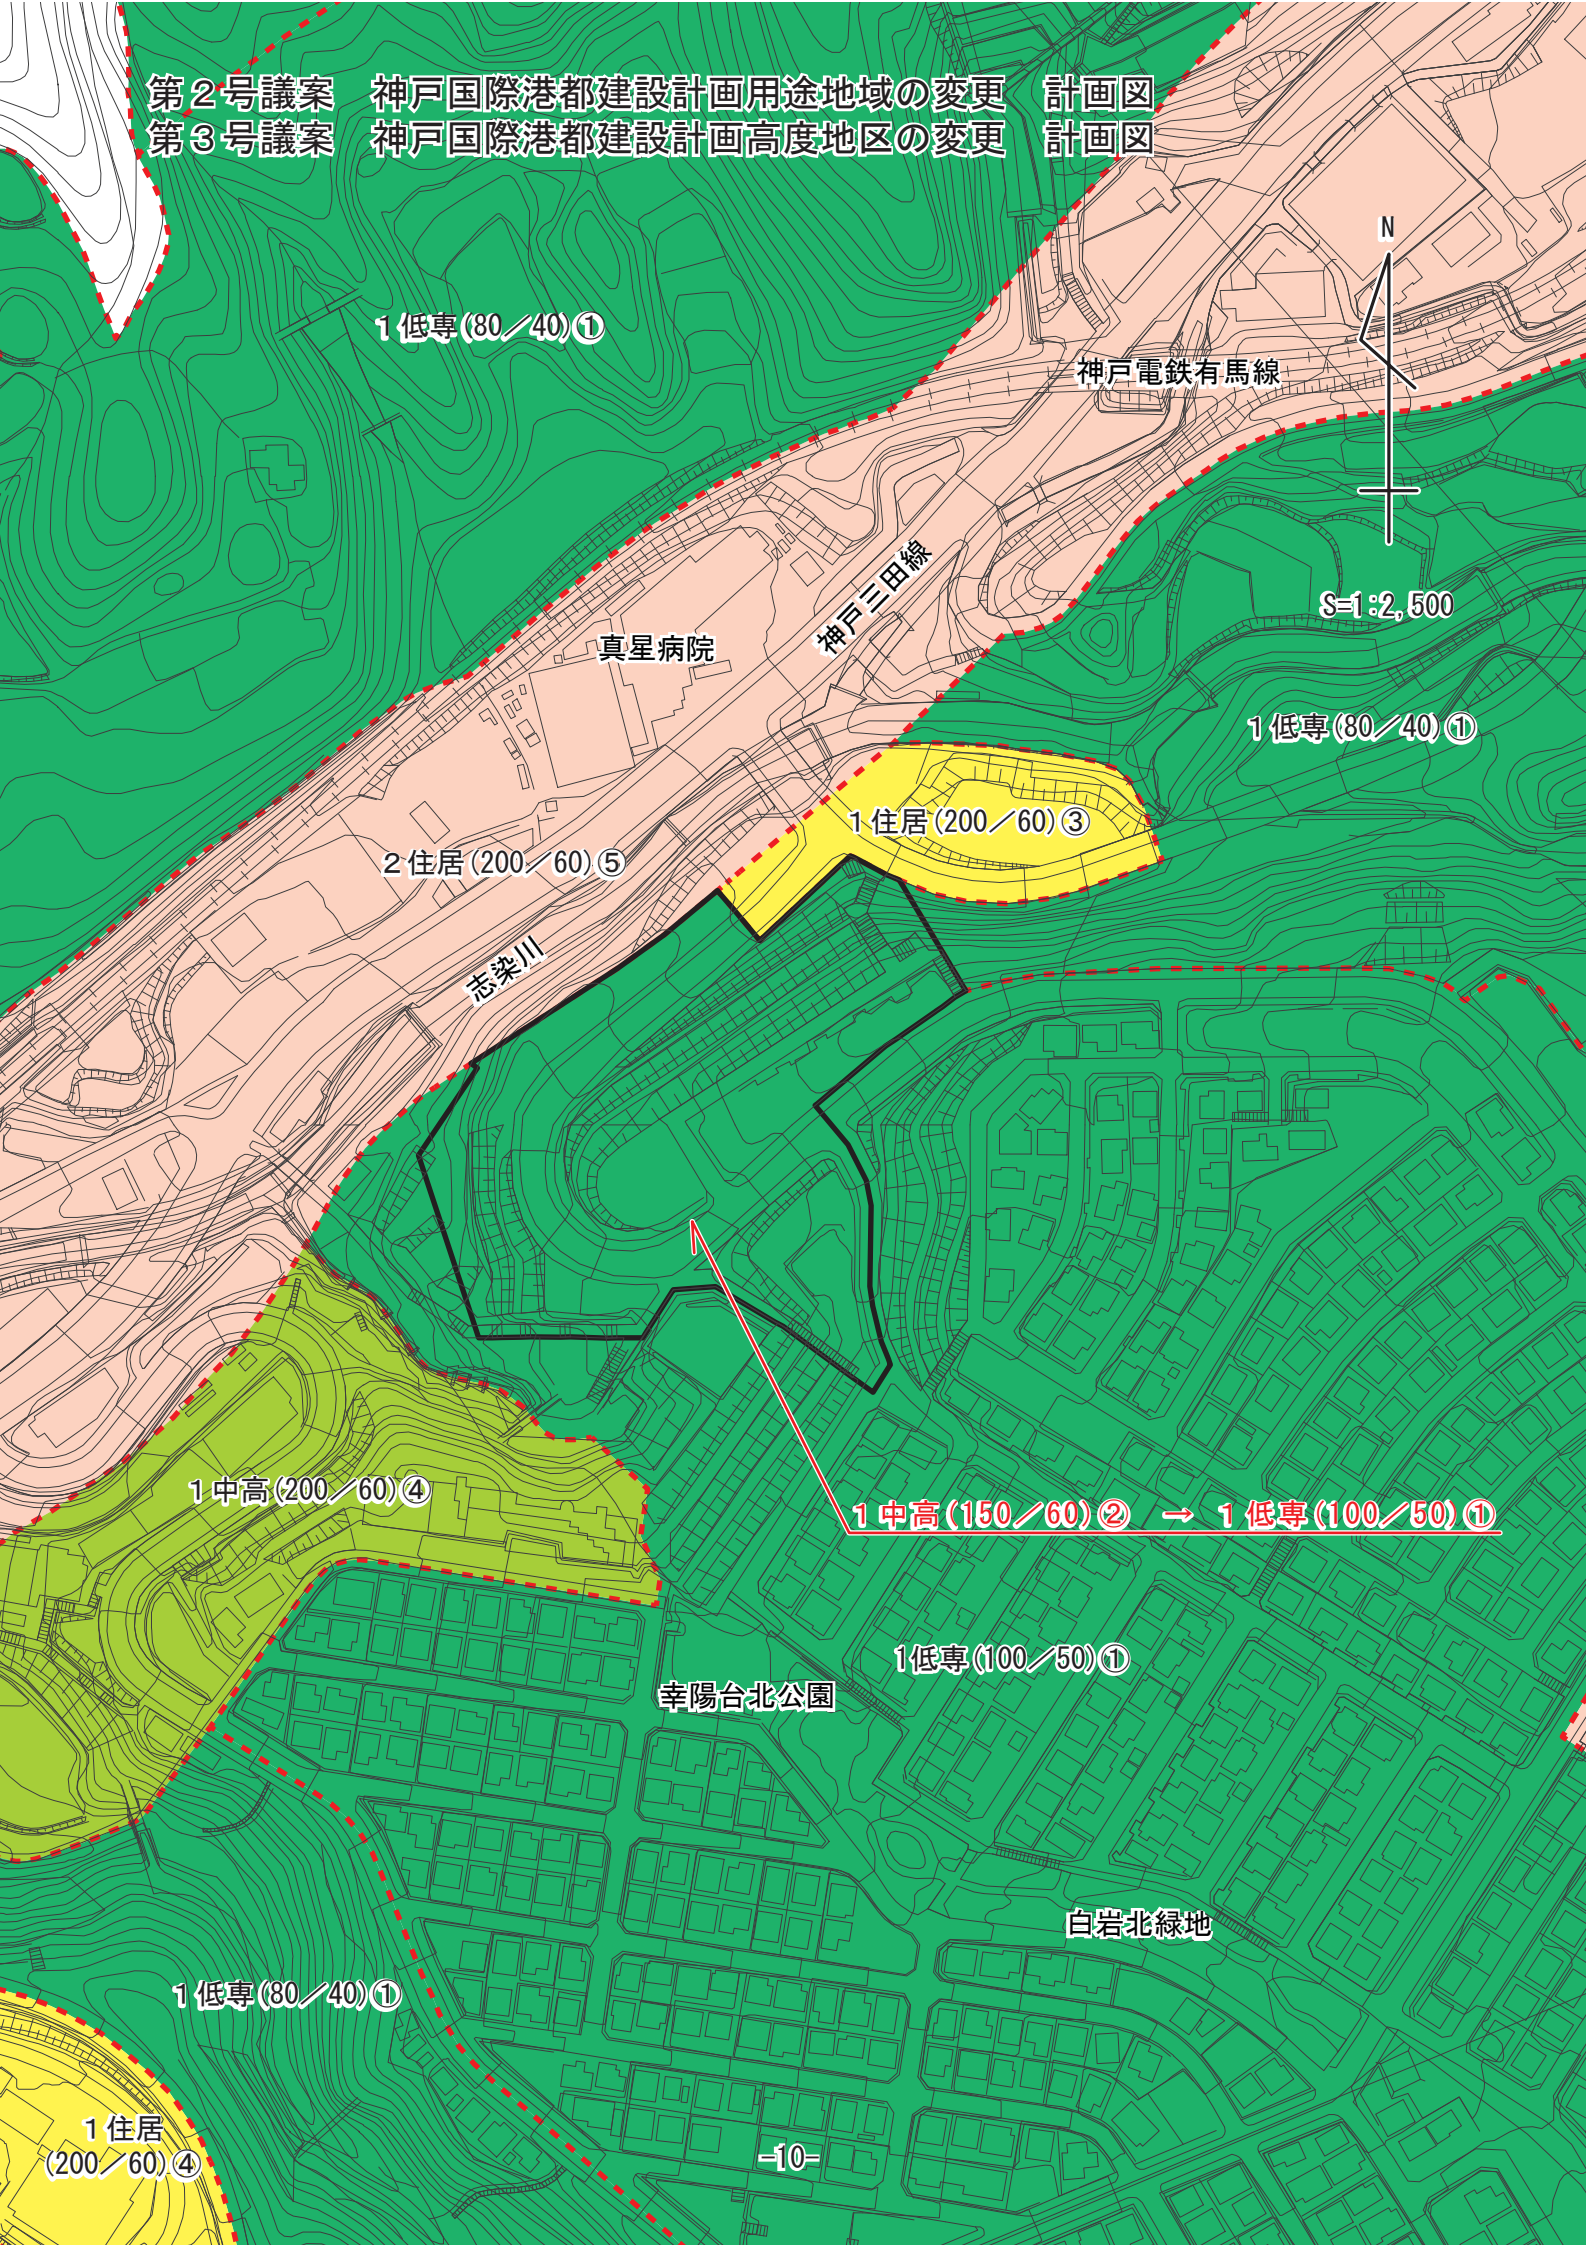 第２号議案　神戸国際港都建設計画用途地域の変更　計画図
第３号議案　神戸国際港都建設計画高度地区の変更　計画図
N
１低専(80／40)①
神戸電鉄有馬線
神戸三田線
S=1:2,500
真星病院
１低専(80／40)①
１住居(200／60)③
２住居(200／60)⑤
志染川
１中高(200／60)④
１中高(150／60)②　→　１低専(100／50)①
1低専(100／50)①
幸陽台北公園
白岩北緑地
１低専(80／40)①
１住居
(200／60)④
-10-